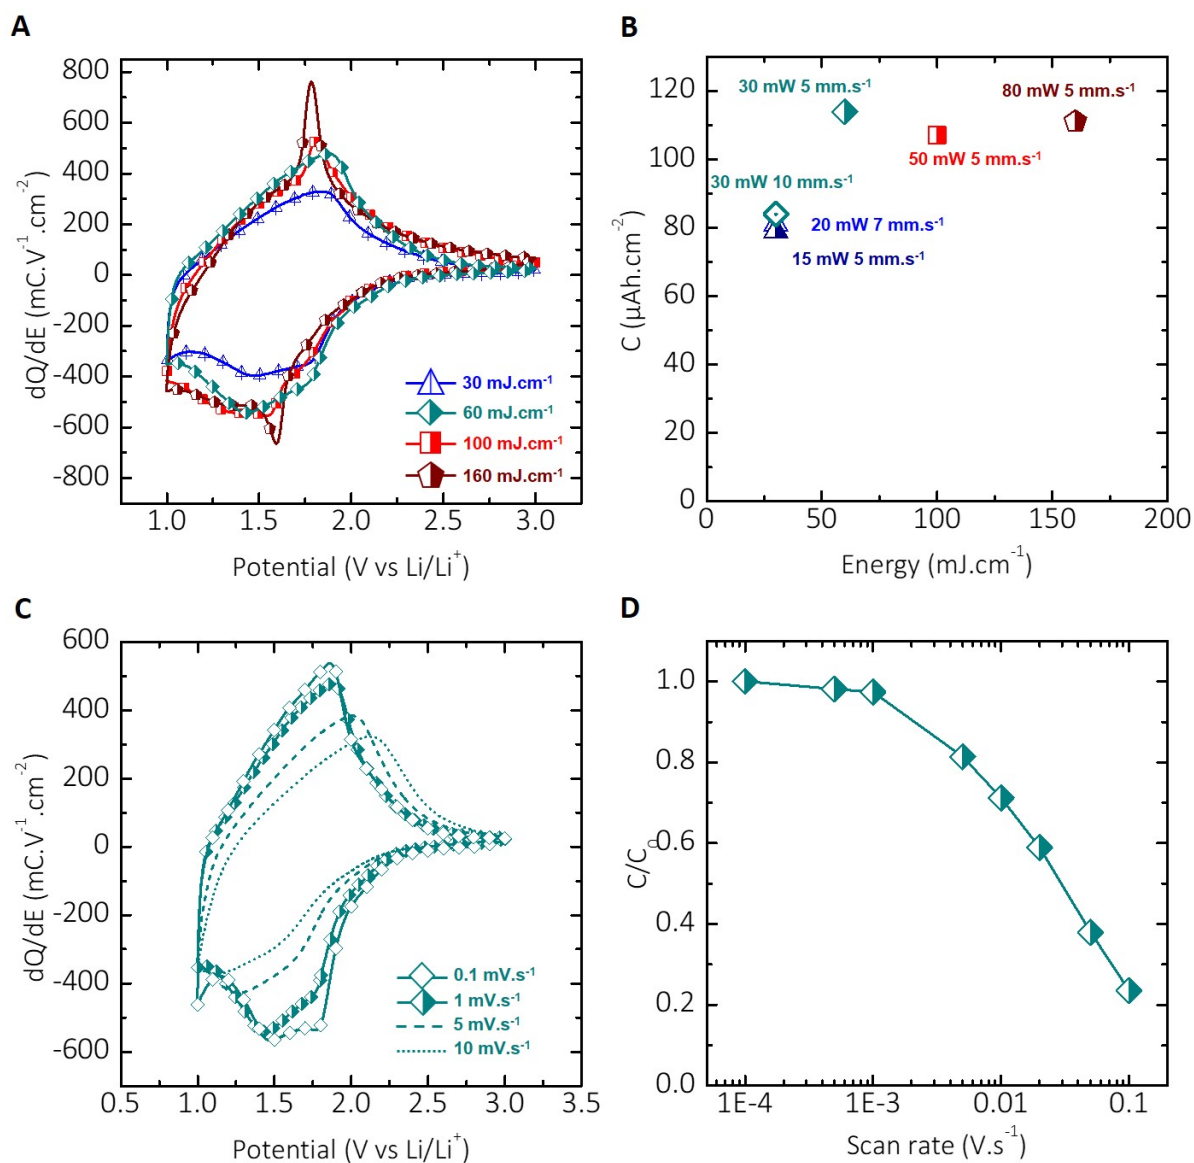 A
800
600
400
200
0
-200
-400
-600
-800
dQ/dE (mC.V⁻¹.cm⁻²)
30 mJ.cm⁻¹
60 mJ.cm⁻¹
100 mJ.cm⁻¹
160 mJ.cm⁻¹
1.0 1.5 2.0 2.5 3.0
Potential (V vs Li/Li⁺)
B
120
100
80
60
40
20
0
C (µAh.cm⁻²)
30 mW 5 mm.s⁻¹
80 mW 5 mm.s⁻¹
50 mW 5 mm.s⁻¹
30 mW 10 mm.s⁻¹
20 mW 7 mm.s⁻¹
15 mW 5 mm.s⁻¹
0 50 100 150 200
Energy (mJ.cm⁻¹)
C
600
400
200
0
-200
-400
-600
dQ/dE (mC.V⁻¹.cm⁻²)
0.1 mV.s⁻¹
1 mV.s⁻¹
5 mV.s⁻¹
10 mV.s⁻¹
0.5 1.0 1.5 2.0 2.5 3.0 3.5
Potential (V vs Li/Li⁺)
D
1.0
0.8
0.6
0.4
0.2
0.0
C/C₀
1E-4 1E-3 0.01 0.1
Scan rate (V.s⁻¹)